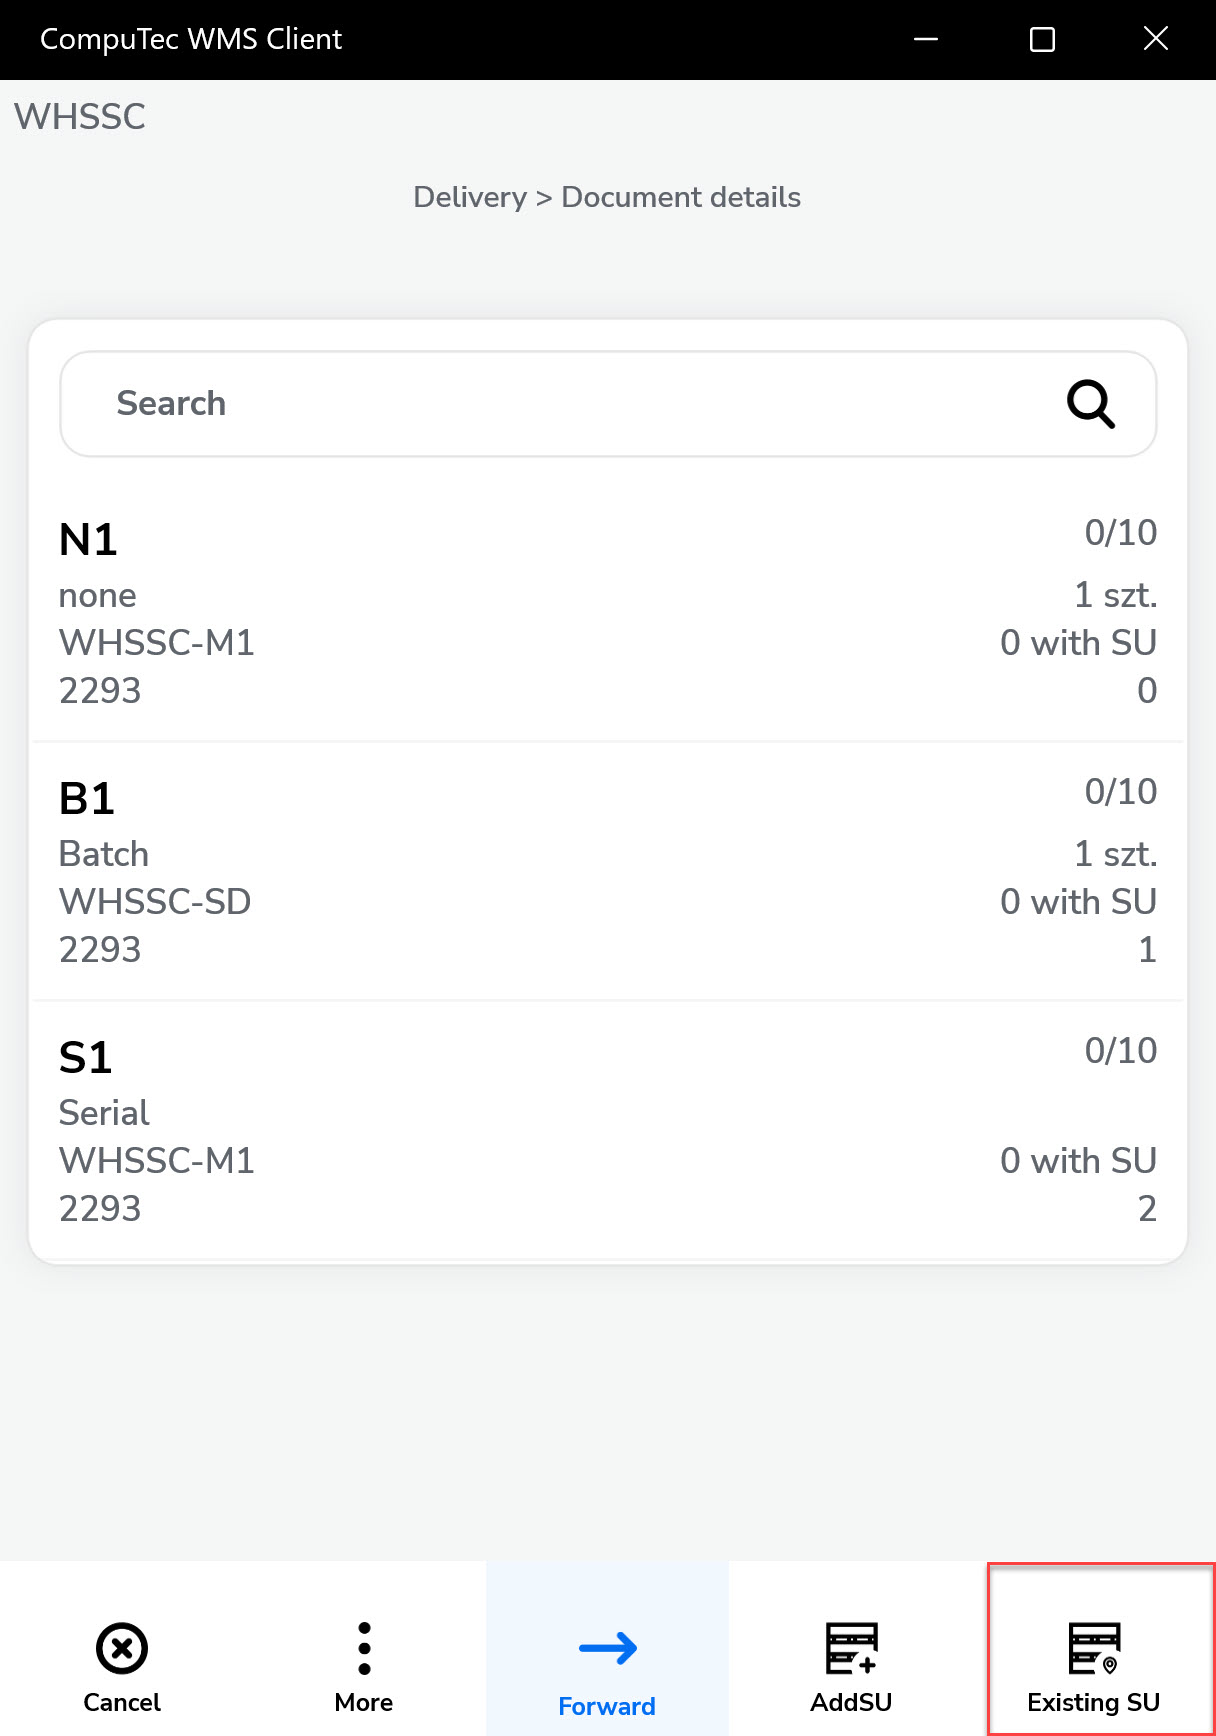 CompuTec WMS Client
WHSSC
Delivery > Document details
Search
N1 0/10
none 1 szt.
WHSSC-M1 0 with SU
2293 0
B1 0/10
Batch 1 szt.
WHSSC-SD 0 with SU
2293 1
S1 0/10
Serial
WHSSC-M1 0 with SU
2293 2
Cancel More Forward AddSU Existing SU